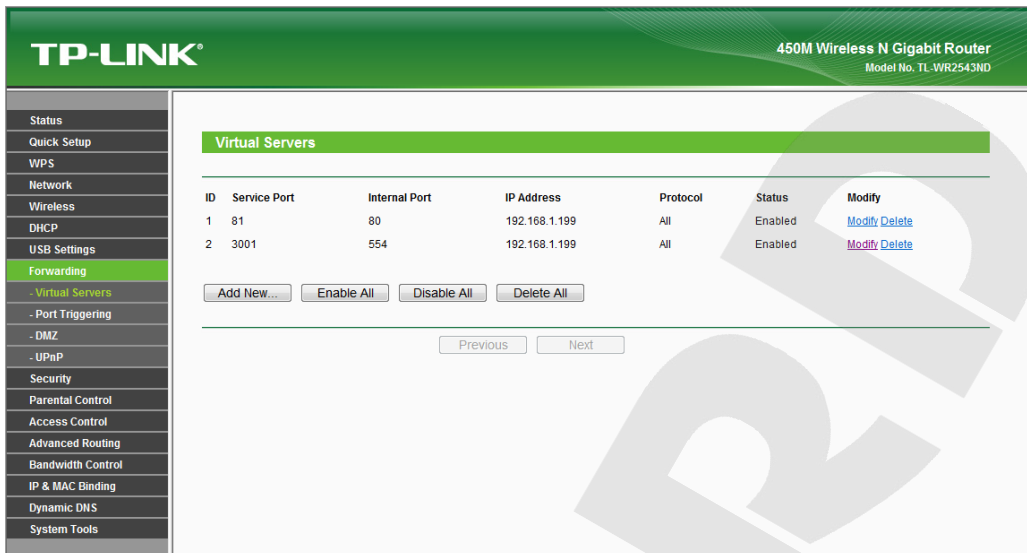 TP-LINK®
450M Wireless N Gigabit Router
Model No. TL-WR2543ND
Status
Quick Setup
WPS
Network
Wireless
DHCP
USB Settings
Forwarding
- Virtual Servers
- Port Triggering
- DMZ
- UPnP
Security
Parental Control
Access Control
Advanced Routing
Bandwidth Control
IP & MAC Binding
Dynamic DNS
System Tools
Virtual Servers
ID Service Port Internal Port IP Address Protocol Status Modify
1 81 80 192.168.1.199 All Enabled Modify Delete
2 3001 554 192.168.1.199 All Enabled Modify Delete
Add New... Enable All Disable All Delete All
Previous Next